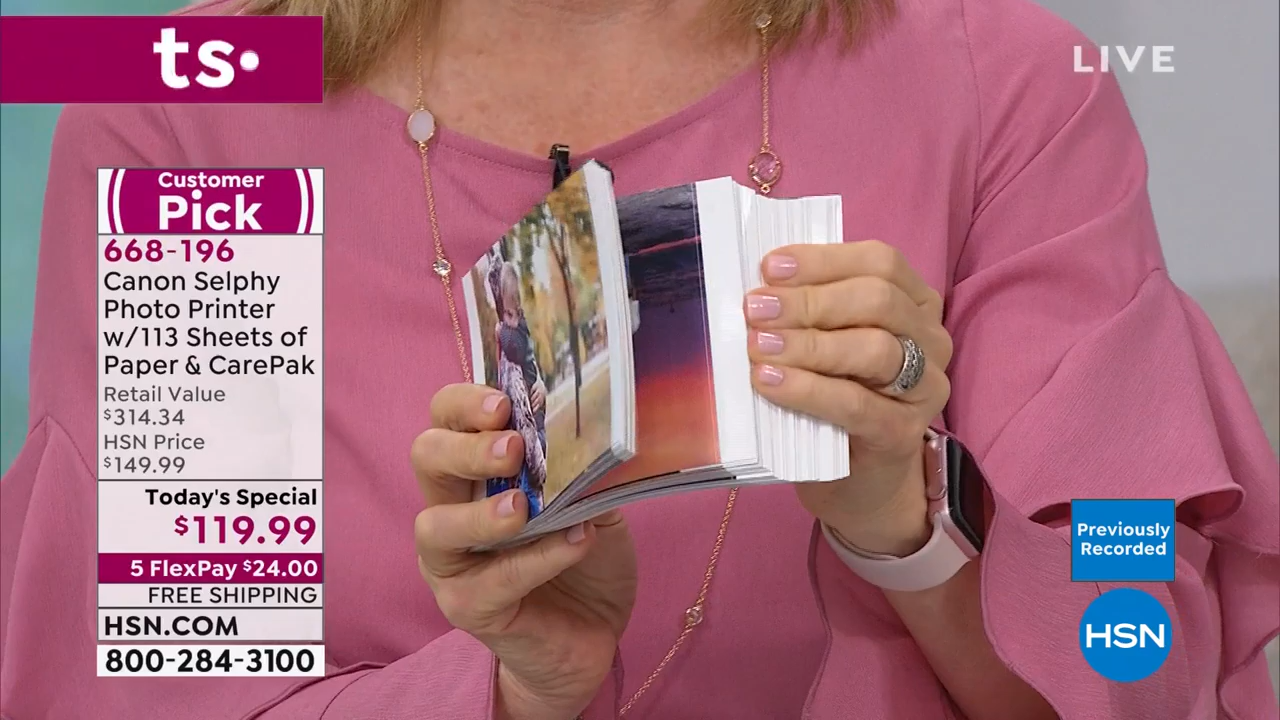 ts.
LIVE
Customer
Pick
668-196
Canon Selphy
Photo Printer
w/113 Sheets of
Paper & CarePak
Retail Value
$314.34
HSN Price
$149.99
Today's Special
$119.99
5 FlexPay $24.00
FREE SHIPPING
HSN.COM
800-284-3100
Previously
Recorded
HSN